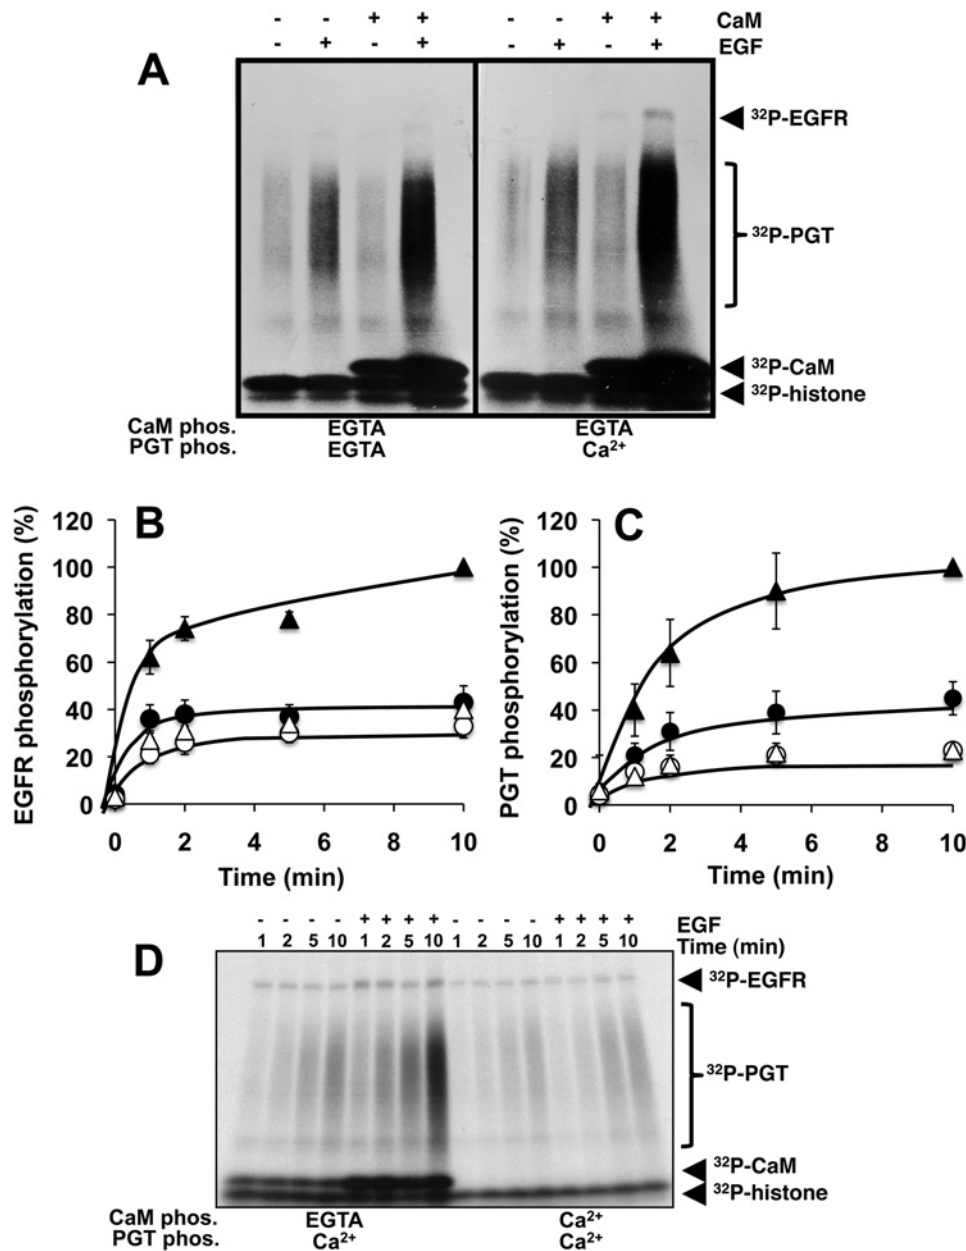 - - + + CaM
- + - + EGF
- - + +
- + - +
A
³²P-EGFR
³²P-PGT
³²P-CaM
³²P-histone
CaM phos. EGTA EGTA
PGT phos. EGTA Ca²⁺
B
EGFR phosphorylation (%)
120
100
80
60
40
20
0
0 2 4 6 8 10
Time (min)
C
PGT phosphorylation (%)
120
100
80
60
40
20
0
0 2 4 6 8 10
Time (min)
D
- - - - + + + + - - - - + + + + EGF
1 2 5 10 1 2 5 10 1 2 5 10 1 2 5 10 Time (min)
³²P-EGFR
³²P-PGT
³²P-CaM
³²P-histone
CaM phos. EGTA Ca²⁺
PGT phos. Ca²⁺ Ca²⁺